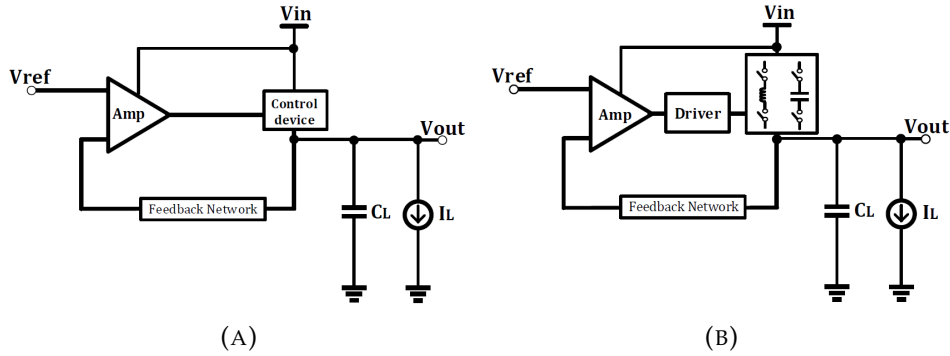 Vin
Vref
Amp
Control
device
Vout
Feedback Network
CL
IL
(A)
Vin
Vref
Amp
Driver
Vout
Feedback Network
CL
IL
(B)